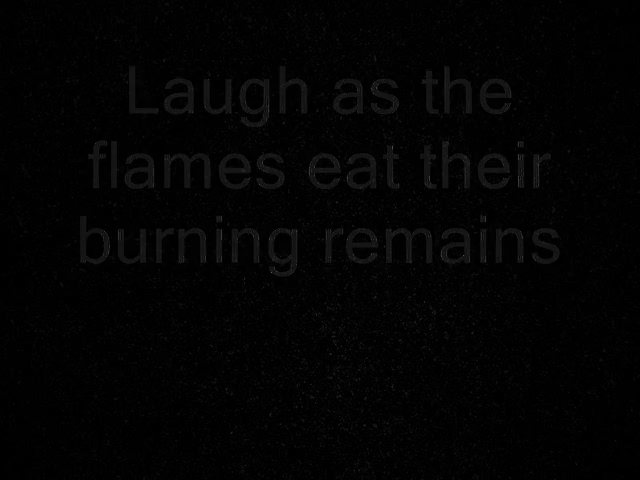 Laugh as the
flames eat their
burning remains